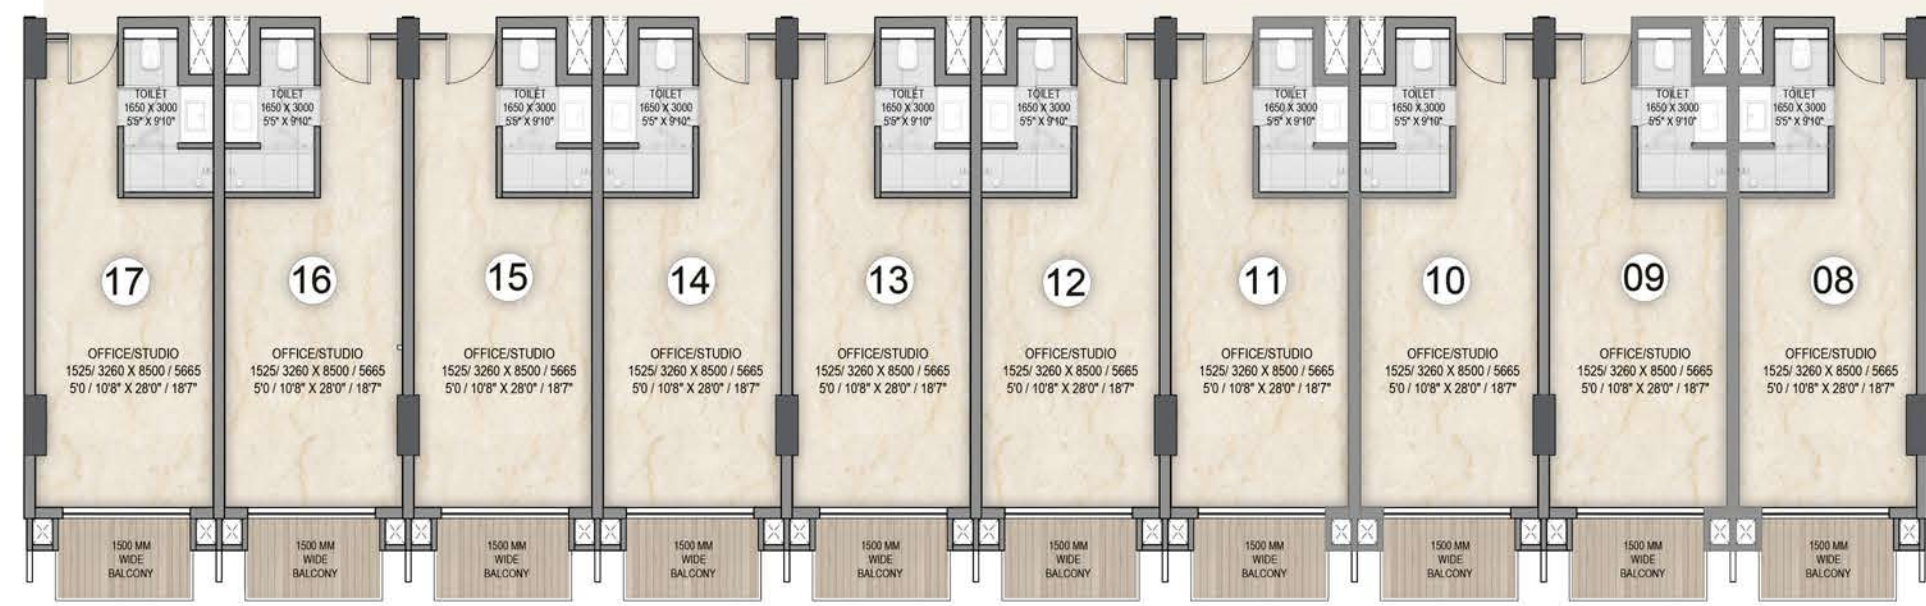 TOILET
1650 X 3000
5'5" X 9'10"
TOILET
1650 X 3000
5'5" X 9'10"
TOILET
1650 X 3000
5'5" X 9'10"
TOILET
1650 X 3000
5'5" X 9'10"
TOILET
1650 X 3000
5'5" X 9'10"
TOILET
1650 X 3000
5'5" X 9'10"
TOILET
1650 X 3000
5'5" X 9'10"
TOILET
1650 X 3000
5'5" X 9'10"
TOILET
1650 X 3000
5'5" X 9'10"
TOILET
1650 X 3000
5'5" X 9'10"
17
OFFICE/STUDIO
1525/ 3260 X 8500 / 5665
5'0 / 10'8" X 28'0" / 18'7"
16
OFFICE/STUDIO
1525/ 3260 X 8500 / 5665
5'0 / 10'8" X 28'0" / 18'7"
15
OFFICE/STUDIO
1525/ 3260 X 8500 / 5665
5'0 / 10'8" X 28'0" / 18'7"
14
OFFICE/STUDIO
1525/ 3260 X 8500 / 5665
5'0 / 10'8" X 28'0" / 18'7"
13
OFFICE/STUDIO
1525/ 3260 X 8500 / 5665
5'0 / 10'8" X 28'0" / 18'7"
12
OFFICE/STUDIO
1525/ 3260 X 8500 / 5665
5'0 / 10'8" X 28'0" / 18'7"
11
OFFICE/STUDIO
1525/ 3260 X 8500 / 5665
5'0 / 10'8" X 28'0" / 18'7"
10
OFFICE/STUDIO
1525/ 3260 X 8500 / 5665
5'0 / 10'8" X 28'0" / 18'7"
09
OFFICE/STUDIO
1525/ 3260 X 8500 / 5665
5'0 / 10'8" X 28'0" / 18'7"
08
OFFICE/STUDIO
1525/ 3260 X 8500 / 5665
5'0 / 10'8" X 28'0" / 18'7"
1500 MM
WIDE
BALCONY
1500 MM
WIDE
BALCONY
1500 MM
WIDE
BALCONY
1500 MM
WIDE
BALCONY
1500 MM
WIDE
BALCONY
1500 MM
WIDE
BALCONY
1500 MM
WIDE
BALCONY
1500 MM
WIDE
BALCONY
1500 MM
WIDE
BALCONY
1500 MM
WIDE
BALCONY